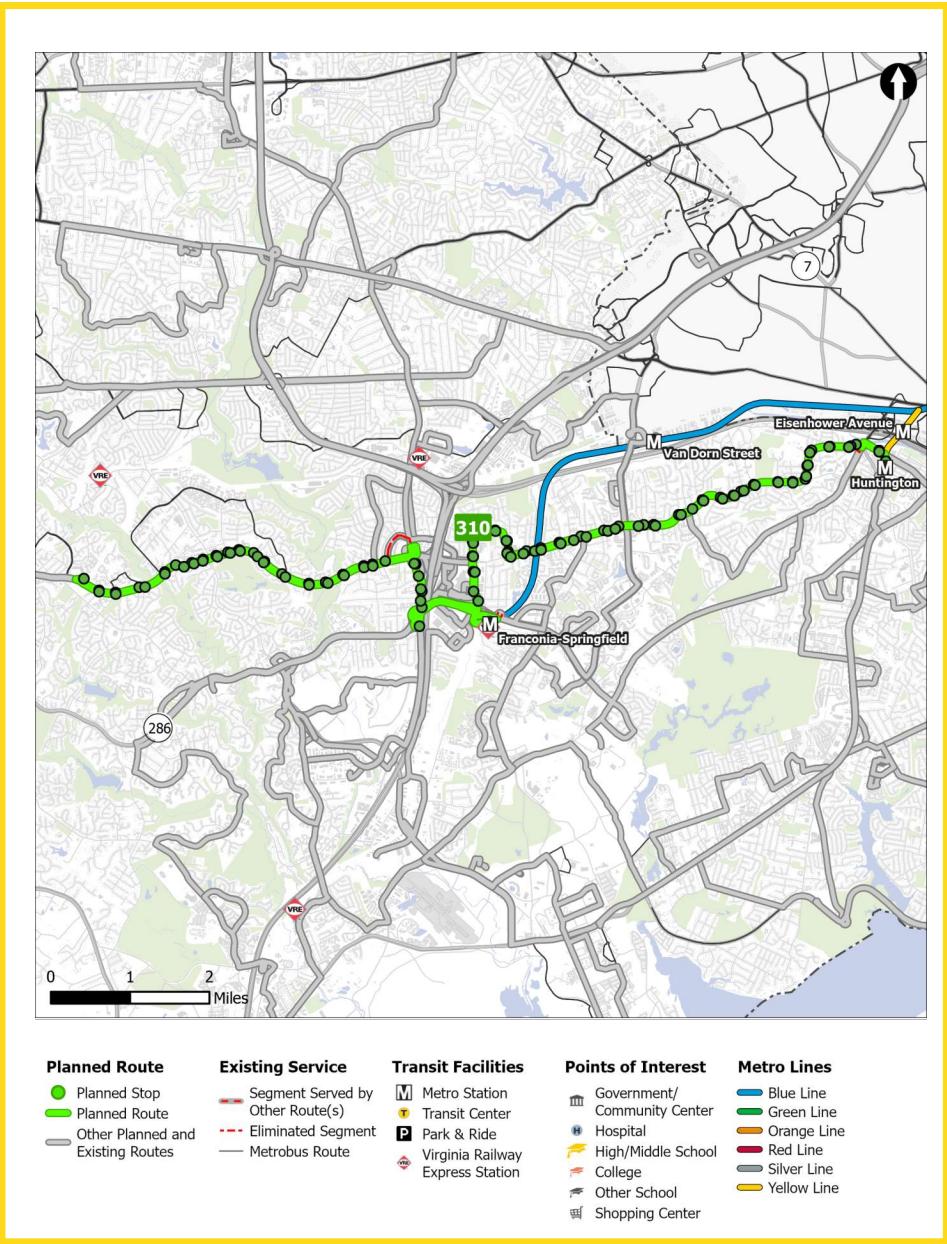 7
Eisenhower Avenue
M
M
Van Dorn Street
M
Huntington
VRE
VRE
310
M
Franconia-Springfield
286
VRE
0 1 2
Miles
Planned Route
Planned Stop
Planned Route
Other Planned and
Existing Routes
Existing Service
Segment Served by
Other Route(s)
Eliminated Segment
Metrobus Route
Transit Facilities
M Metro Station
T Transit Center
P Park & Ride
VRE Virginia Railway
Express Station
Points of Interest
Government/
Community Center
H Hospital
High/Middle School
College
Other School
Shopping Center
Metro Lines
Blue Line
Green Line
Orange Line
Red Line
Silver Line
Yellow Line